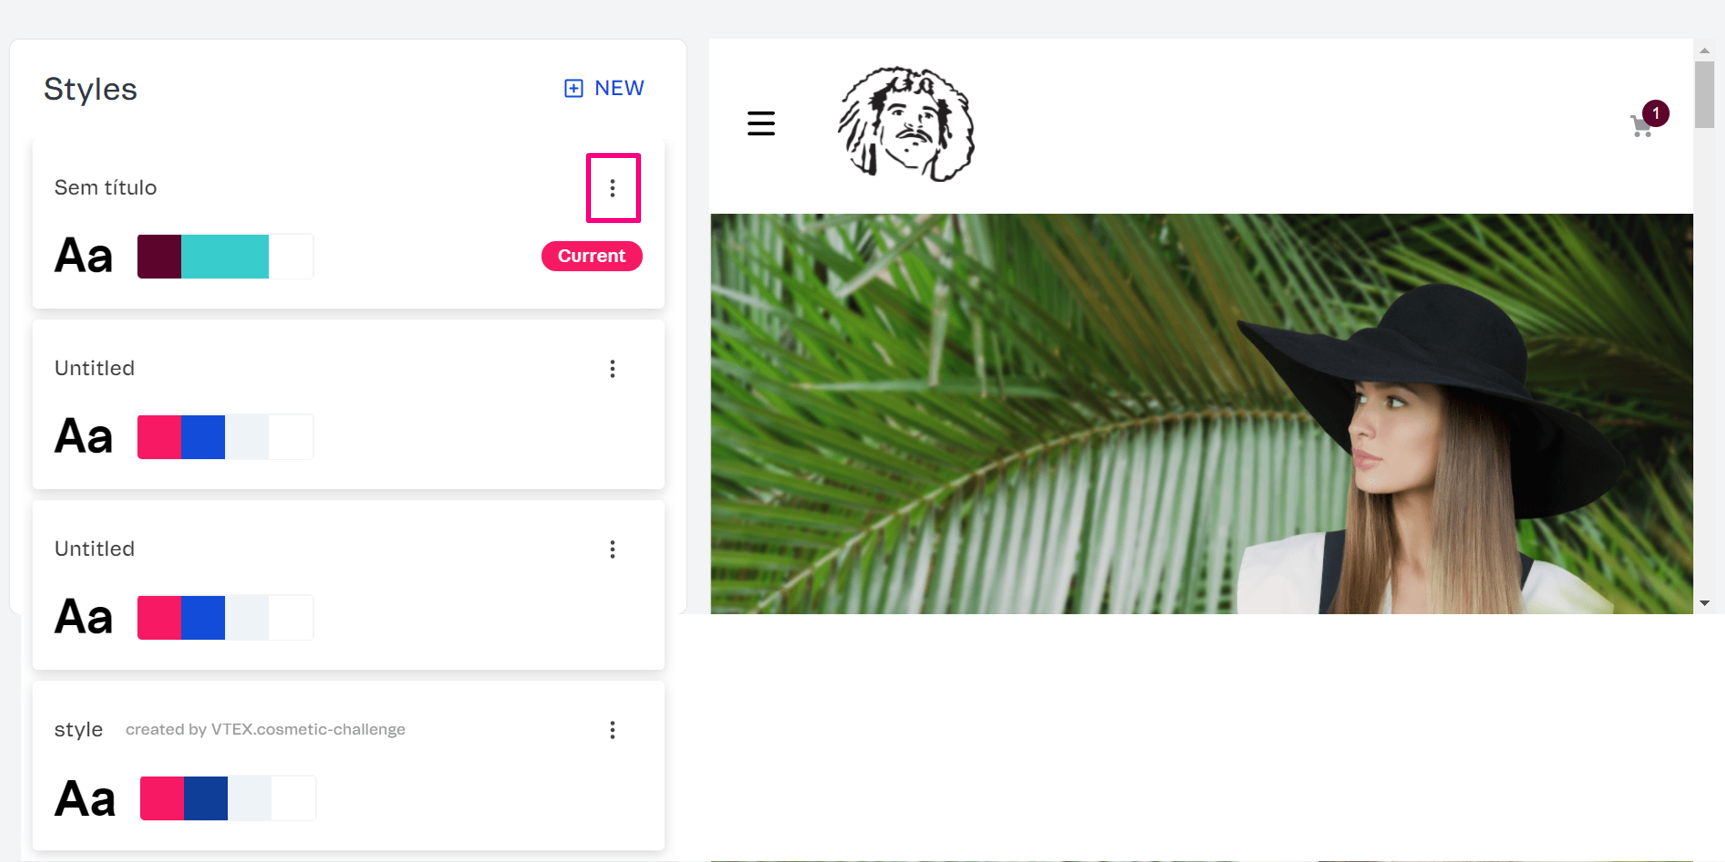 Styles
NEW
Sem título
Aa
Current
Untitled
Aa
Untitled
Aa
style created by VTEX.cosmetic-challenge
Aa
1